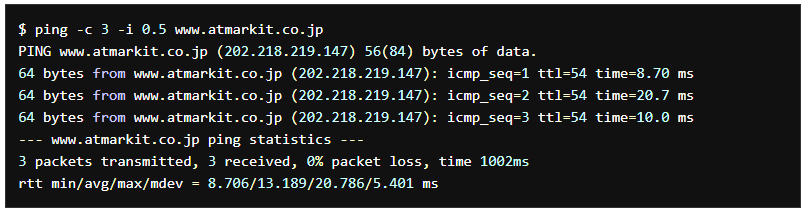 $ ping -c 3 -i 0.5 www.atmarkit.co.jp
PING www.atmarkit.co.jp (202.218.219.147) 56(84) bytes of data.
64 bytes from www.atmarkit.co.jp (202.218.219.147): icmp_seq=1 ttl=54 time=8.70 ms
64 bytes from www.atmarkit.co.jp (202.218.219.147): icmp_seq=2 ttl=54 time=20.7 ms
64 bytes from www.atmarkit.co.jp (202.218.219.147): icmp_seq=3 ttl=54 time=10.0 ms
--- www.atmarkit.co.jp ping statistics ---
3 packets transmitted, 3 received, 0% packet loss, time 1002ms
rtt min/avg/max/mdev = 8.706/13.189/20.786/5.401 ms